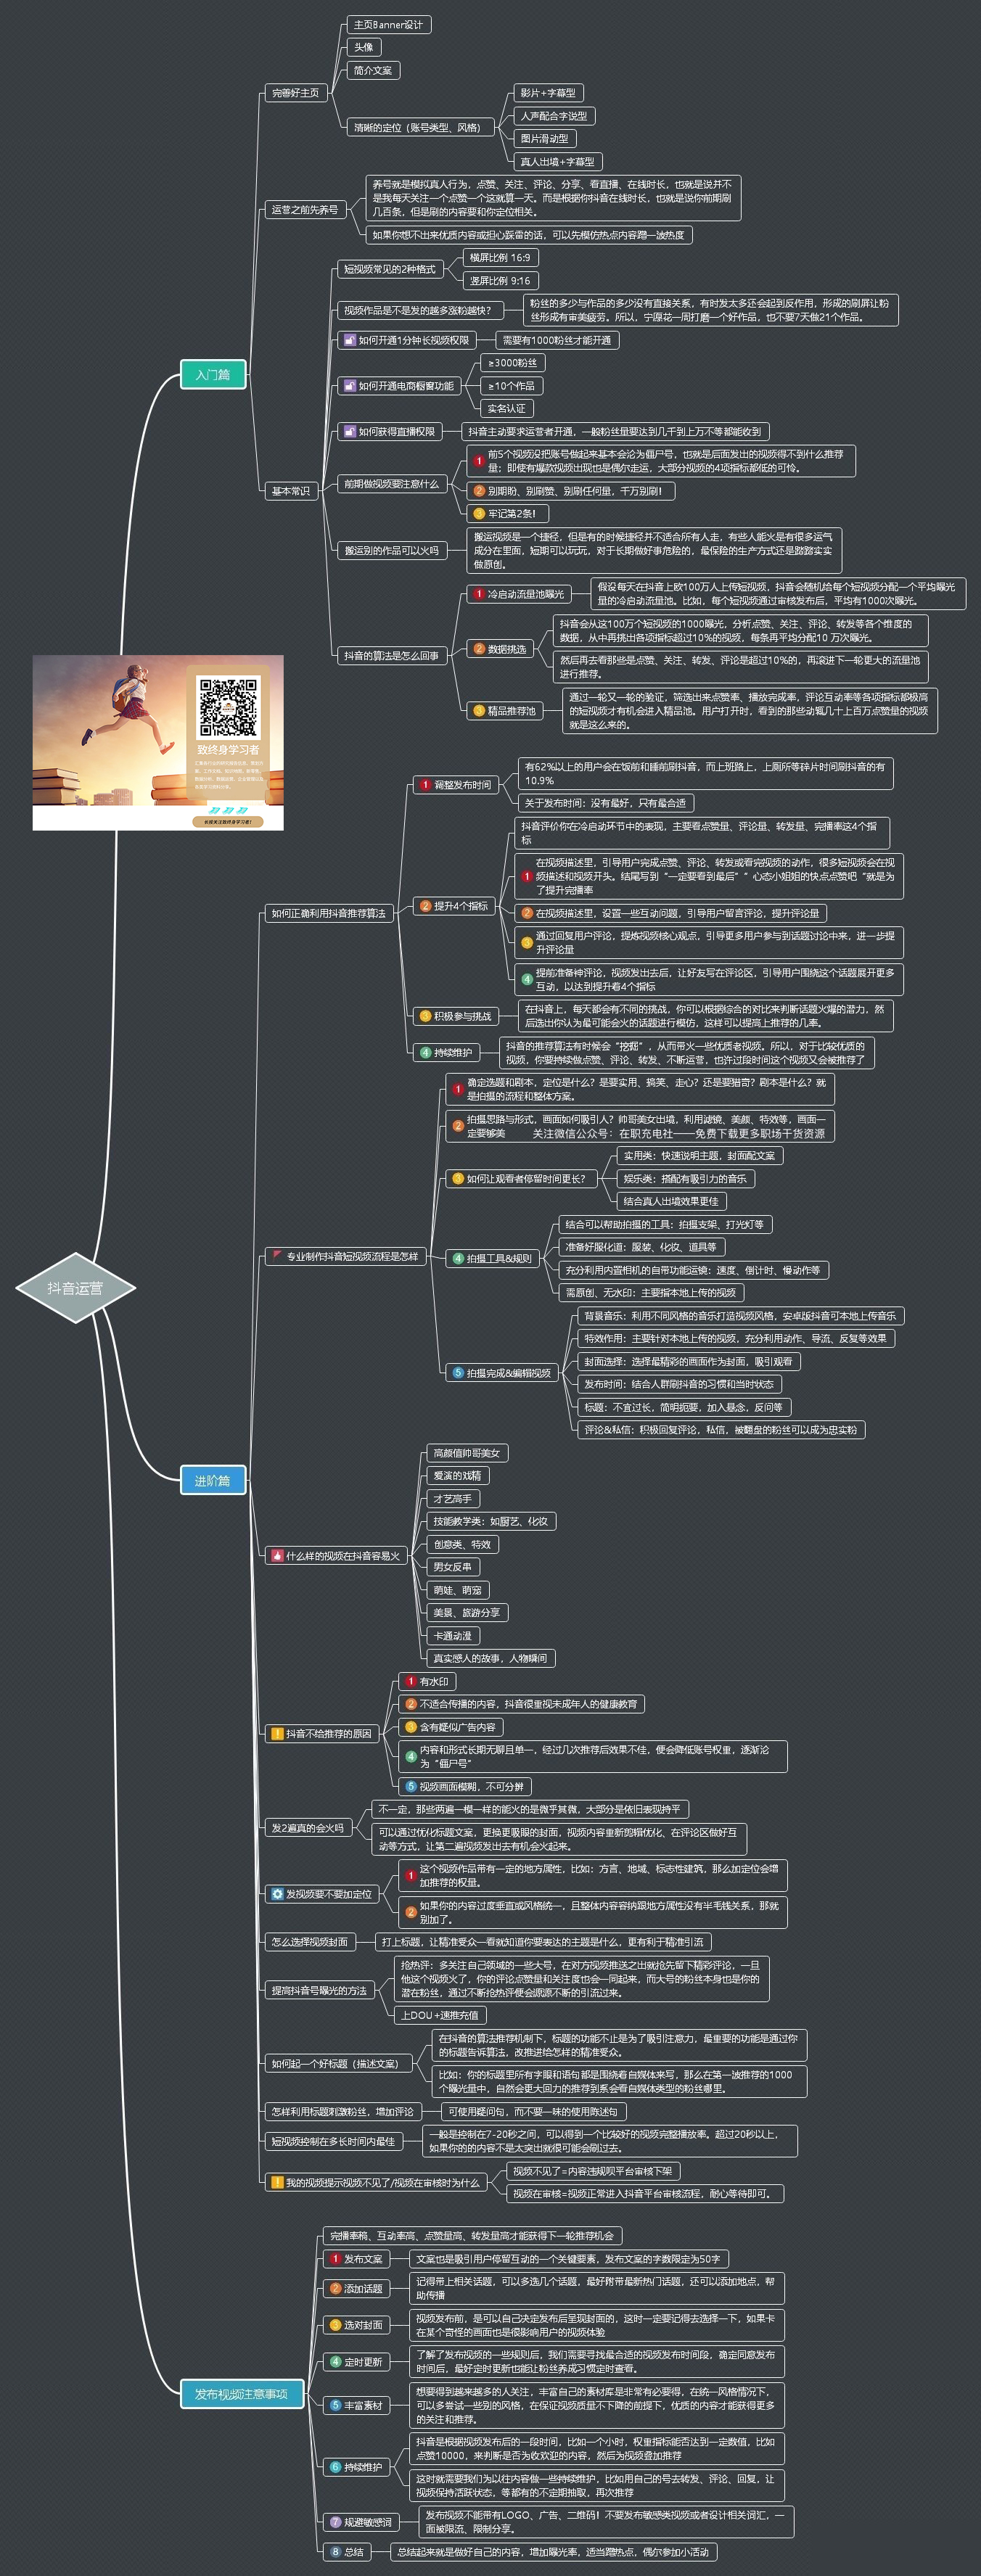 主页Banner设计
头像
简介文案
完善好主页
影片+字幕型
人声配合字说型
清晰的定位（账号类型、风格）
图片滑动型
真人出境+字幕型
养号就是模拟真人行为，点赞、关注、评论、分享、看直播、在线时长，也就是说并不
是我每天关注一个点赞一个这就算一天。而是根据你抖音在线时长，也就是说你前期刷
几百条，但是刷的内容要和你定位相关。
运营之前先养号
如果你想不出来优质内容或担心踩雷的话，可以先模仿热点内容蹭一波热度
短视频常见的2种格式
横屏比例 16:9
竖屏比例 9:16
视频作品是不是发的越多涨粉越快？
粉丝的多少与作品的多少没有直接关系，有时发太多还会起到反作用，形成的刷屏让粉
丝形成有审美疲劳。所以，宁愿花一周打磨一个好作品，也不要7天做21个作品。
如何开通1分钟长视频权限
需要有1000粉丝才能开通
入门篇
≥3000粉丝
如何开通电商橱窗功能
≥10个作品
实名认证
如何获得直播权限
抖音主动要求运营者开通，一般粉丝量要达到几千到上万不等都能收到
基本常识
前期做视频要注意什么
1 前5个视频没把账号做起来基本会沦为僵尸号，也就是后面发出的视频得不到什么推荐
量；即使有爆款视频出现也是偶尔走运，大部分视频的4项指标都低的可怜。
2 别期盼、别刷赞、别刷任何量，千万别刷！
3 牢记第2条！
搬运别的作品可以火吗
搬运视频是一个捷径，但是有的时候捷径并不适合所有人走，有些人能火是有很多运气
成分在里面，短期可以玩玩，对于长期做好事危险的，最保险的生产方式还是踏踏实实
做原创。
1 冷启动流量池曝光
假设每天在抖音上欧100万人上传短视频，抖音会随机给每个短视频分配一个平均曝光
量的冷启动流量池。比如，每个短视频通过审核发布后，平均有1000次曝光。
抖音的算法是怎么回事
2 数据挑选
抖音会从这100万个短视频的1000曝光，分析点赞、关注、评论、转发等各个维度的
数据，从中再挑出各项指标超过10%的视频，每条再平均分配10 万次曝光。
然后再去看那些是点赞、关注、转发、评论是超过10%的，再滚进下一轮更大的流量池
进行推荐。
3 精品推荐池
通过一轮又一轮的验证，筛选出来点赞率、播放完成率，评论互动率等各项指标都极高
的短视频才有机会进入精品池。用户打开时，看到的那些动辄几十上百万点赞量的视频
就是这么来的。
致终身学习者
长按关注致终身学习者！
1 调整发布时间
有62%以上的用户会在饭前和睡前刷抖音，而上班路上，上厕所等碎片时间刷抖音的有
10.9%
关于发布时间：没有最好，只有最合适
如何正确利用抖音推荐算法
2 提升4个指标
抖音评价你在冷启动环节中的表现，主要看点赞量、评论量、转发量、完播率这4个指
标
1 在视频描述里，引导用户完成点赞、评论、转发或看完视频的动作，很多短视频会在视
频描述和视频开头。结尾写到“一定要看到最后”“心态小姐姐的快点点赞吧“就是为
了提升完播率
2 在视频描述里，设置一些互动问题，引导用户留言评论，提升评论量
3 通过回复用户评论，提炼视频核心观点，引导更多用户参与到话题讨论中来，进一步提
升评论量
4 提前准备神评论，视频发出去后，让好友写在评论区，引导用户围绕这个话题展开更多
互动，以达到提升着4个指标
3 积极参与挑战
在抖音上，每天都会有不同的挑战，你可以根据综合的对比来判断话题火爆的潜力，然
后选出你认为最可能会火的话题进行模仿，这样可以提高上推荐的几率。
4 持续维护
抖音的推荐算法有时候会“挖掘”，从而带火一些优质老视频。所以，对于比较优质的
视频，你要持续做点赞、评论、转发、不断运营，也许过段时间这个视频又会被推荐了
1 确定选题和剧本，定位是什么？是要实用、搞笑、走心？还是要猎奇？剧本是什么？就
是拍摄的流程和整体方案。
2 拍摄思路与形式，画面如何吸引人？帅哥美女出境，利用滤镜、美颜、特效等，画面一
定要够美
关注微信公众号：在职充电社——免费下载更多职场干货资源
3 如何让观看者停留时间更长？
实用类：快速说明主题，封面配文案
娱乐类：搭配有吸引力的音乐
结合真人出境效果更佳
专业制作抖音短视频流程是怎样
4 拍摄工具&规则
结合可以帮助拍摄的工具：拍摄支架、打光灯等
准备好服化道：服装、化妆、道具等
充分利用内置相机的自带功能运镜：速度、倒计时、慢动作等
需原创、无水印：主要指本地上传的视频
抖音运营
5 拍摄完成&编辑视频
背景音乐：利用不同风格的音乐打造视频风格，安卓版抖音可本地上传音乐
特效作用：主要针对本地上传的视频，充分利用动作、导流、反复等效果
封面选择：选择最精彩的画面作为封面，吸引观看
发布时间：结合人群刷抖音的习惯和当时状态
标题：不宜过长，简明扼要，加入悬念，反问等
评论&私信：积极回复评论，私信，被翻盘的粉丝可以成为忠实粉
进阶篇
高颜值帅哥美女
爱演的戏精
才艺高手
技能教学类：如厨艺、化妆
什么样的视频在抖音容易火
创意类、特效
男女反串
萌娃、萌宠
美景、旅游分享
卡通动漫
真实感人的故事，人物瞬间
1 有水印
2 不适合传播的内容，抖音很重视未成年人的健康教育
抖音不给推荐的原因
3 含有疑似广告内容
4 内容和形式长期无聊且单一，经过几次推荐后效果不佳，便会降低账号权重，逐渐沦
为“僵尸号”
5 视频画面模糊，不可分辨
发2遍真的会火吗
不一定，那些两遍一模一样的能火的是微乎其微，大部分是依旧表现持平
可以通过优化标题文案，更换更吸眼的封面，视频内容重新剪辑优化、在评论区做好互
动等方式，让第二遍视频发出去有机会火起来。
发视频要不要加定位
1 这个视频作品带有一定的地方属性，比如：方言、地域、标志性建筑，那么加定位会增
加推荐的权量。
2 如果你的内容过度垂直或风格统一，且整体内容容纳跟地方属性没有半毛钱关系，那就
别加了。
怎么选择视频封面
打上标题，让精准受众一看就知道你要表达的主题是什么，更有利于精准引流
提高抖音号曝光的方法
抢热评：多关注自己领域的一些大号，在对方视频推送之出就抢先留下精彩评论，一旦
他这个视频火了，你的评论点赞量和关注度也会一同起来，而大号的粉丝本身也是你的
潜在粉丝，通过不断抢热评便会源源不断的引流过来。
上DOU+速推充值
如何起一个好标题（描述文案）
在抖音的算法推荐机制下，标题的功能不止是为了吸引注意力，最重要的功能是通过你
的标题告诉算法，改推进给怎样的精准受众。
比如：你的标题里所有字眼和语句都是围绕着自媒体来写，那么在第一波推荐的1000
个曝光量中，自然会更大回力的推荐到系会看自媒体类型的粉丝哪里。
怎样利用标题刺激粉丝，增加评论
可使用疑问句，而不要一味的使用陈述句
短视频控制在多长时间内最佳
一般是控制在7-20秒之间，可以得到一个比较好的视频完整播放率。超过20秒以上，
如果你的的内容不是太突出就很可能会刷过去。
我的视频提示视频不见了/视频在审核时为什么
视频不见了=内容违规呗平台审核下架
视频在审核=视频正常进入抖音平台审核流程，耐心等待即可。
完播率稿、互动率高、点赞量高、转发量高才能获得下一轮推荐机会
1 发布文案
文案也是吸引用户停留互动的一个关键要素，发布文案的字数限定为50字
2 添加话题
记得带上相关话题，可以多选几个话题，最好附带最新热门话题，还可以添加地点，帮
助传播
3 选对封面
视频发布前，是可以自己决定发布后呈现封面的，这时一定要记得去选择一下，如果卡
在某个奇怪的画面也是很影响用户的视频体验
4 定时更新
了解了发布视频的一些规则后，我们需要寻找最合适的视频发布时间段，确定同意发布
时间后，最好定时更新也能让粉丝养成习惯定时查看。
发布视频注意事项
5 丰富素材
想要得到越来越多的人关注，丰富自己的素材库是非常有必要得，在统一风格情况下，
可以多尝试一些别的风格，在保证视频质量不下降的前提下，优质的内容才能获得更多
的关注和推荐。
6 持续维护
抖音是根据视频发布后的一段时间，比如一个小时，权重指标能否达到一定数值，比如
点赞10000，来判断是否为收欢迎的内容，然后为视频叠加推荐
这时就需要我们为以往内容做一些持续维护，比如用自己的号去转发、评论、回复，让
视频保持活跃状态，等都有的不定期抽取，再次推荐
7 规避敏感词
发布视频不能带有LOGO、广告、二维码！不要发布敏感类视频或者设计相关词汇，一
面被限流、限制分享。
8 总结
总结起来就是做好自己的内容，增加曝光率，适当蹭热点，偶尔参加小活动